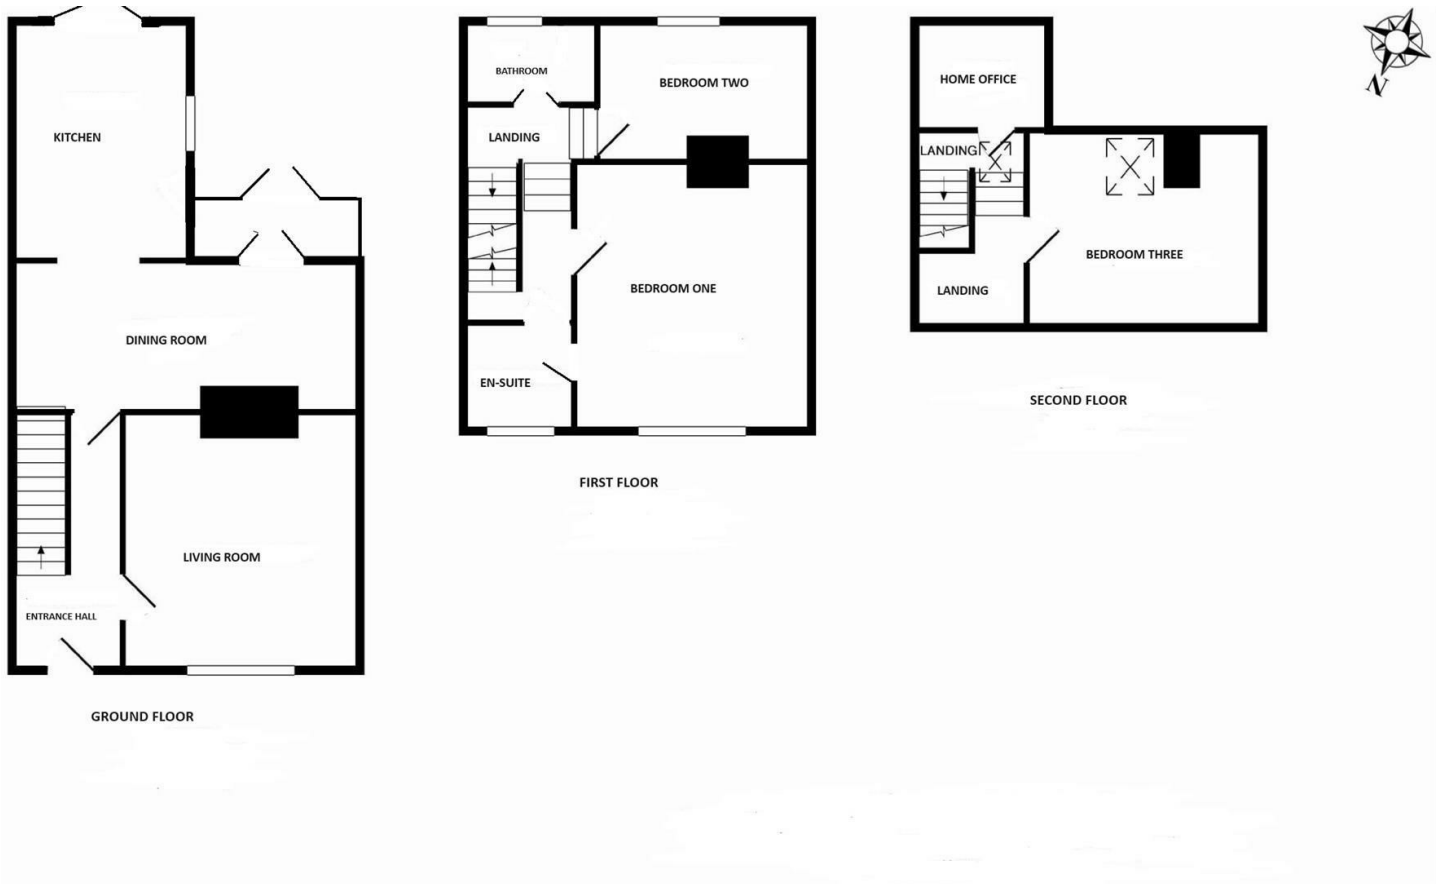 KITCHEN
DINING ROOM
LIVING ROOM
ENTRANCE HALL
GROUND FLOOR
BATHROOM
BEDROOM TWO
LANDING
BEDROOM ONE
EN-SUITE
FIRST FLOOR
HOME OFFICE
LANDING
BEDROOM THREE
LANDING
SECOND FLOOR
N